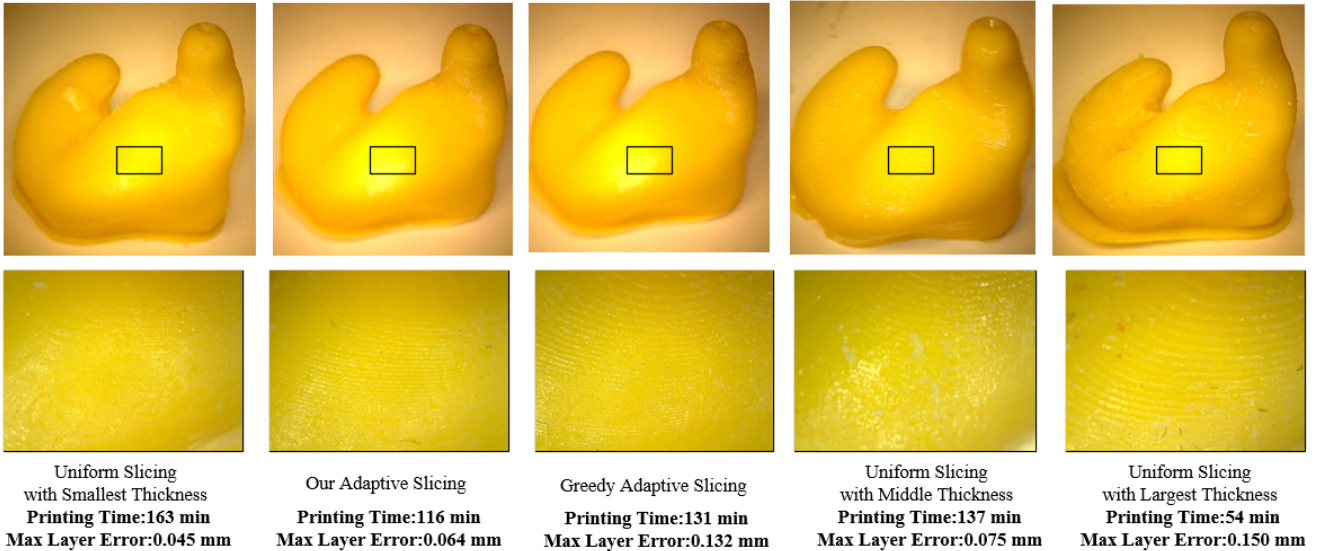 Uniform Slicing
with Smallest Thickness
Printing Time:163 min
Max Layer Error:0.045 mm
Our Adaptive Slicing
Printing Time:116 min
Max Layer Error:0.064 mm
Greedy Adaptive Slicing
Printing Time:131 min
Max Layer Error:0.132 mm
Uniform Slicing
with Middle Thickness
Printing Time:137 min
Max Layer Error:0.075 mm
Uniform Slicing
with Largest Thickness
Printing Time:54 min
Max Layer Error:0.150 mm